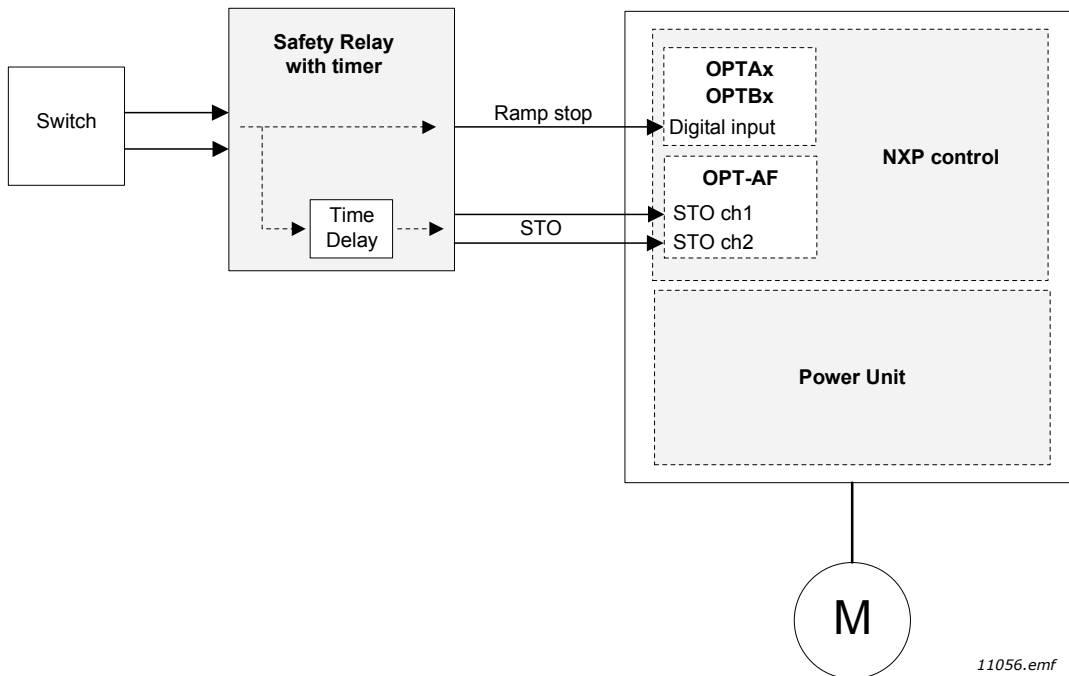 Switch
Safety Relay
with timer
Time
Delay
Ramp stop
STO
OPTAx
OPTBx
Digital input
OPT-AF
STO ch1
STO ch2
NXP control
Power Unit
M
11056.emf